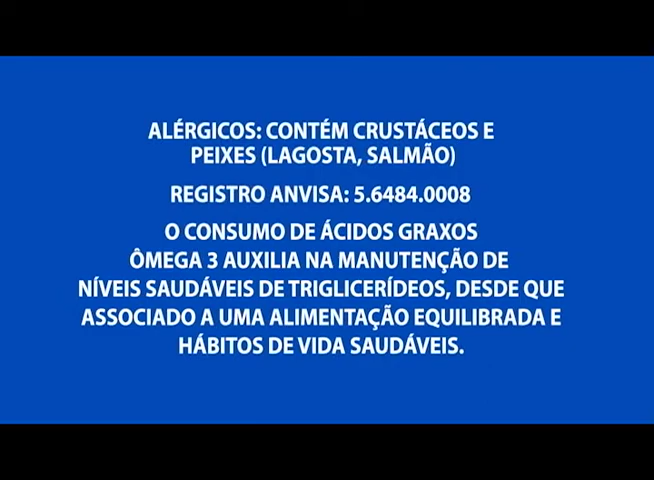 ALÉRGICOS: CONTÉM CRUSTÁCEOS E
PEIXES (LAGOSTA, SALMÃO)
REGISTRO ANVISA: 5.6484.0008
O CONSUMO DE ÁCIDOS GRAXOS
ÔMEGA 3 AUXILIA NA MANUTENÇÃO DE
NÍVEIS SAUDÁVEIS DE TRIGLICERÍDEOS, DESDE QUE
ASSOCIADO A UMA ALIMENTAÇÃO EQUILIBRADA E
HÁBITOS DE VIDA SAUDÁVEIS.